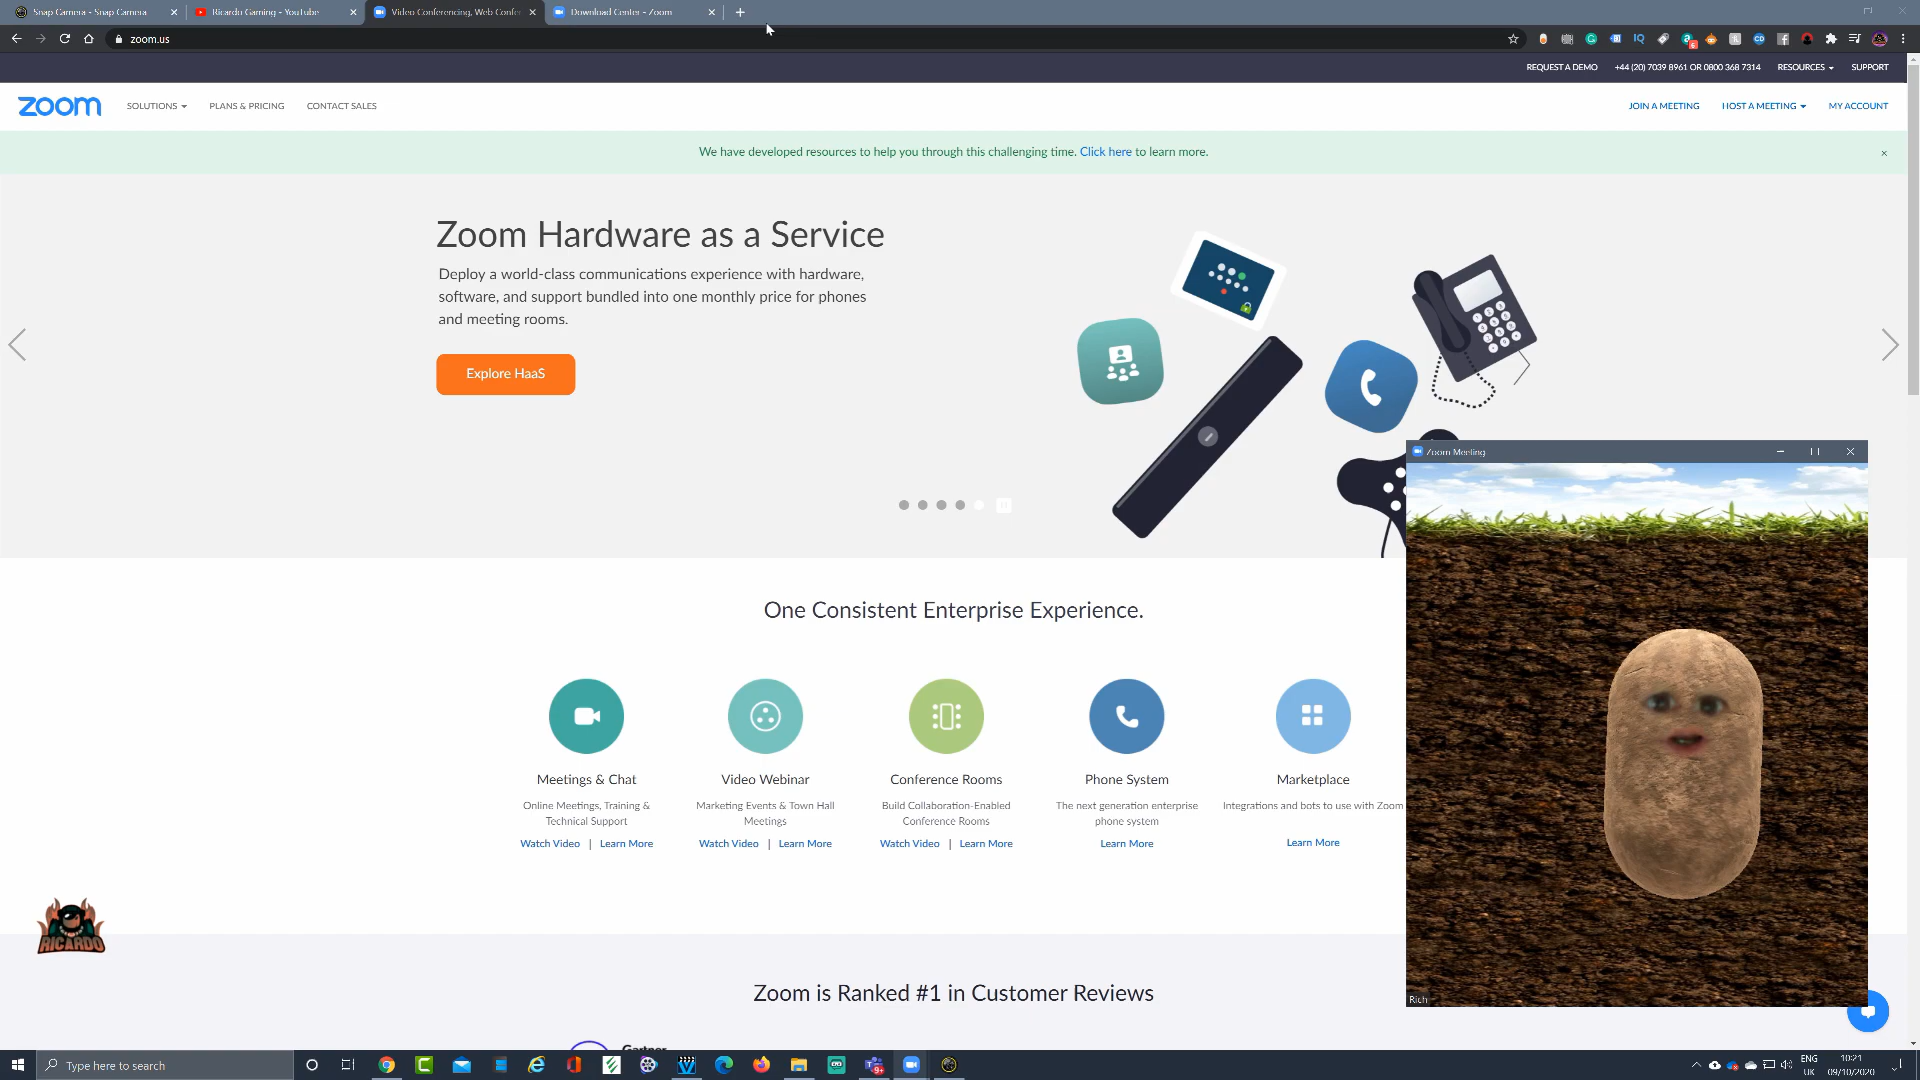 Snap Camera - Snap Camera
Ricardo Gaming - YouTube
Video Conferencing, Web Confe
Download Center - Zoom
zoom.us
REQUEST A DEMO
+44 (20) 7039 8961 OR 0800 368 7314
RESOURCES
SUPPORT
zoom
SOLUTIONS
PLANS & PRICING
CONTACT SALES
JOIN A MEETING
HOST A MEETING
MY ACCOUNT
We have developed resources to help you through this challenging time. Click here to learn more.
Zoom Hardware as a Service
Deploy a world-class communications experience with hardware,
software, and support bundled into one monthly price for phones
and meeting rooms.
Explore HaaS
Zoom Meeting
One Consistent Enterprise Experience.
Meetings & Chat
Online Meetings, Training &
Technical Support
Watch Video | Learn More
Video Webinar
Marketing Events & Town Hall
Meetings
Watch Video | Learn More
Conference Rooms
Build Collaboration-Enabled
Conference Rooms
Watch Video | Learn More
Phone System
The next generation enterprise
phone system
Learn More
Marketplace
Integrations and bots to use with Zoom
Learn More
RICARDO
Zoom is Ranked #1 in Customer Reviews
Rich
Type here to search
ENG
UK
10:21
09/10/2020